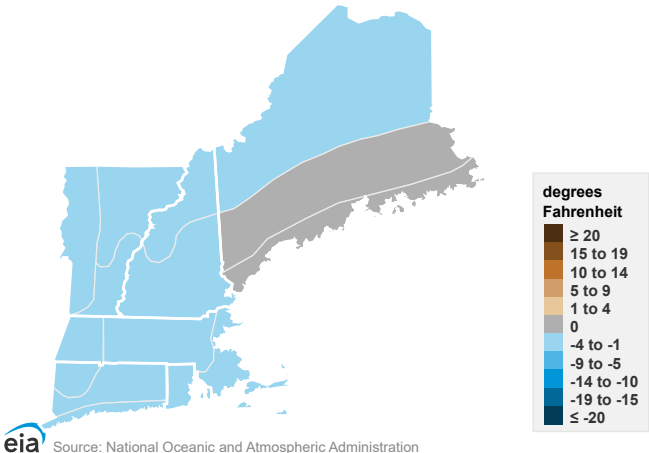 degrees
Fahrenheit
≥ 20
15 to 19
10 to 14
5 to 9
1 to 4
0
-4 to -1
-9 to -5
-14 to -10
-19 to -15
≤ -20
eia
Source: National Oceanic and Atmospheric Administration